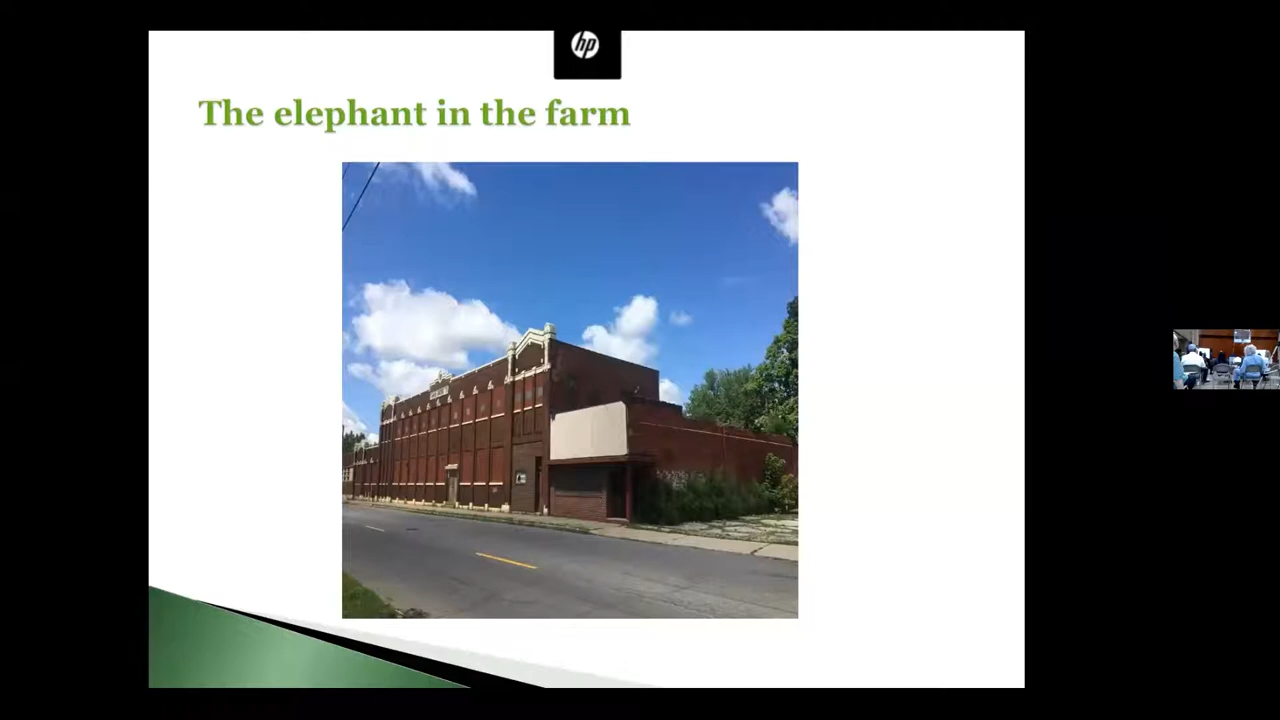 hp
The elephant in the farm